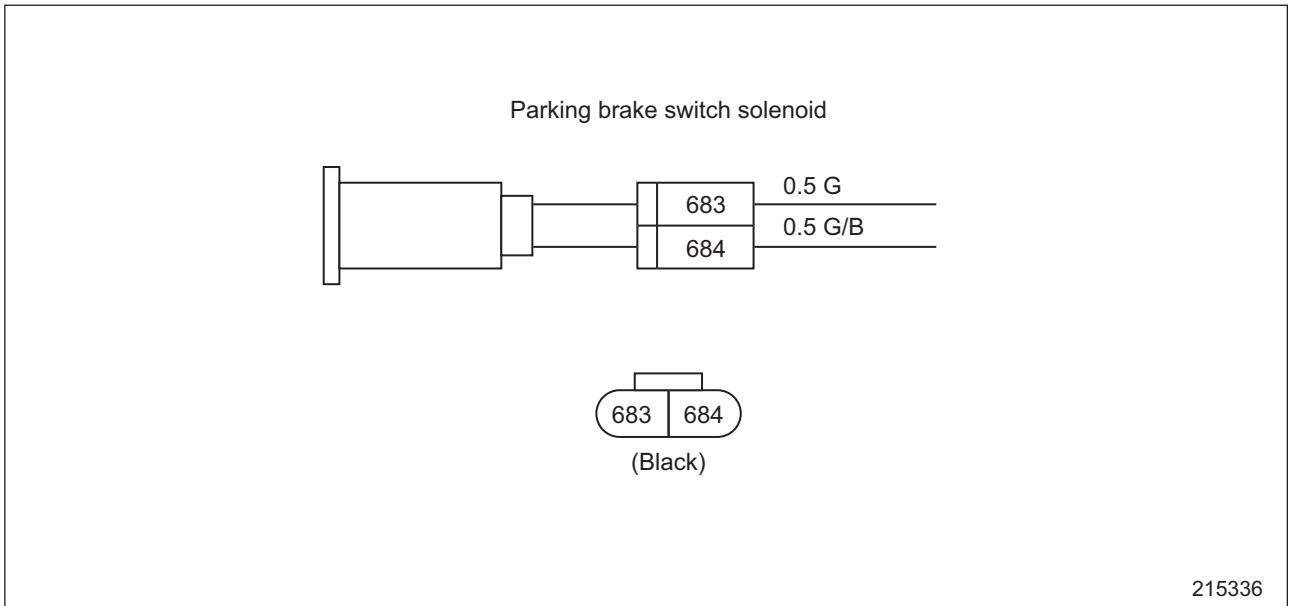 Parking brake switch solenoid
683
0.5 G
684
0.5 G/B
683 684
(Black)
215336